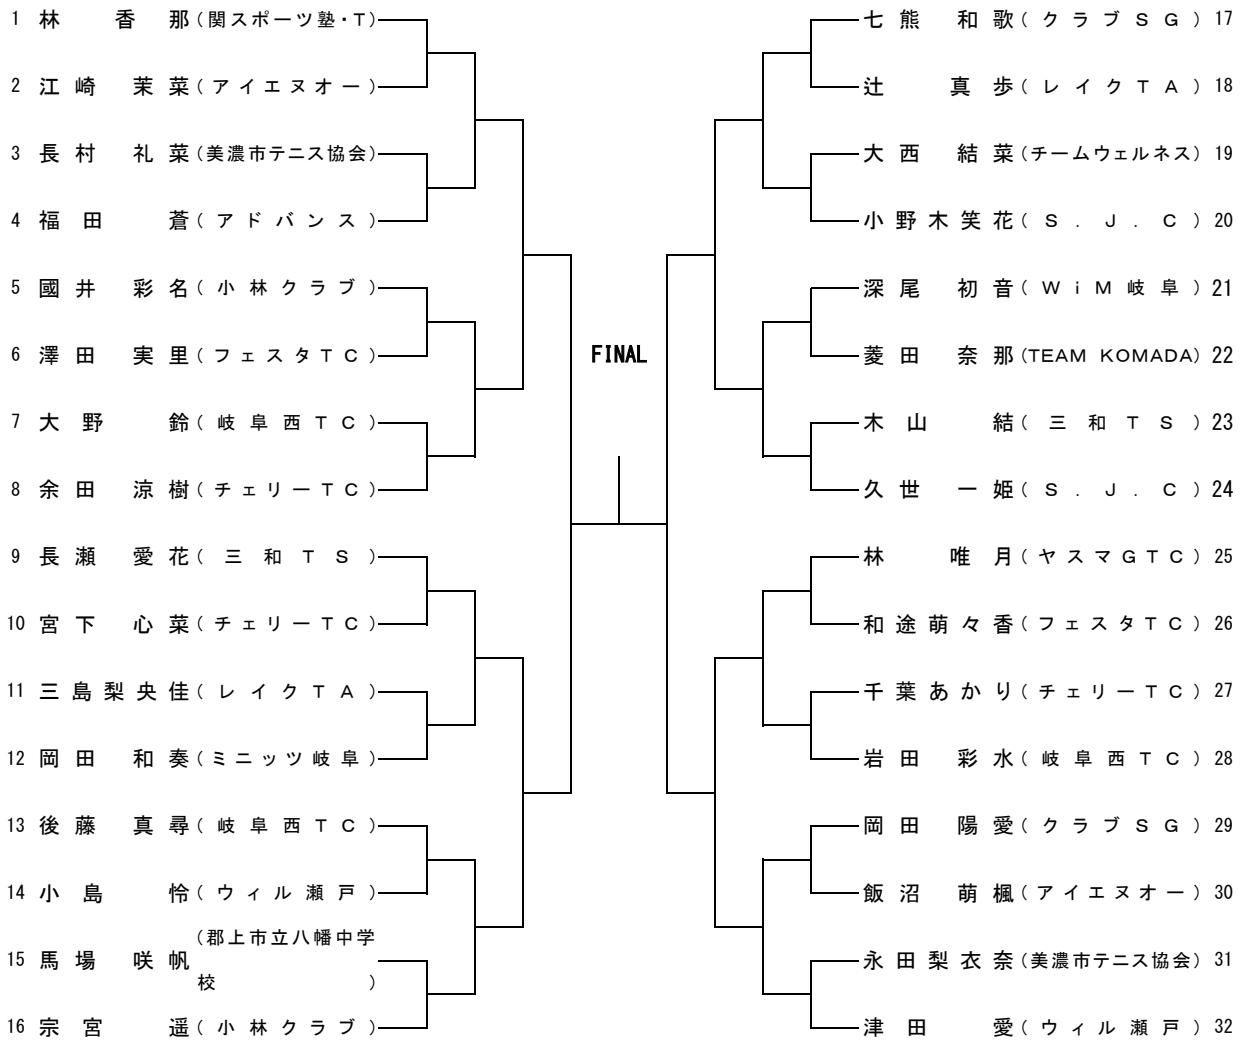 1 林 香 那 (関スポーツ塾・T)
2 江 崎 茉 菜 (アイエヌオー)
3 長 村 礼 菜 (美濃市テニス協会)
4 福 田 蒼 (アドバンス)
5 國 井 彩 名 (小林クラブ)
6 澤 田 実 里 (フェスタTC)
7 大 野 鈴 (岐阜西TC)
8 余 田 涼 樹 (チェリーTC)
9 長 瀬 愛 花 (三和TS)
10 宮 下 心 菜 (チェリーTC)
11 三 島 梨 央 佳 (レイクTA)
12 岡 田 和 奏 (ミニッツ岐阜)
13 後 藤 真 尋 (岐阜西TC)
14 小 島 怜 (ウィル瀬戸)
15 馬 場 咲 帆 (郡上市立八幡中学
校)
16 宗 宮 遥 (小林クラブ)
FINAL
七 熊 和 歌 (クラブSG) 17
辻 真 歩 (レイクTA) 18
大 西 結 菜 (チームウェルネス) 19
小 野 木 笑 花 (S.J.C) 20
深 尾 初 音 (WiM岐阜) 21
菱 田 奈 那 (TEAM KOMADA) 22
木 山 結 (三和TS) 23
久 世 一 姫 (S.J.C) 24
林 唯 月 (ヤスマGTC) 25
和 途 萌 々 香 (フェスタTC) 26
千 葉 あ か り (チェリーTC) 27
岩 田 彩 水 (岐阜西TC) 28
岡 田 陽 愛 (クラブSG) 29
飯 沼 萌 楓 (アイエヌオー) 30
永 田 梨 衣 奈 (美濃市テニス協会) 31
津 田 愛 (ウィル瀬戸) 32